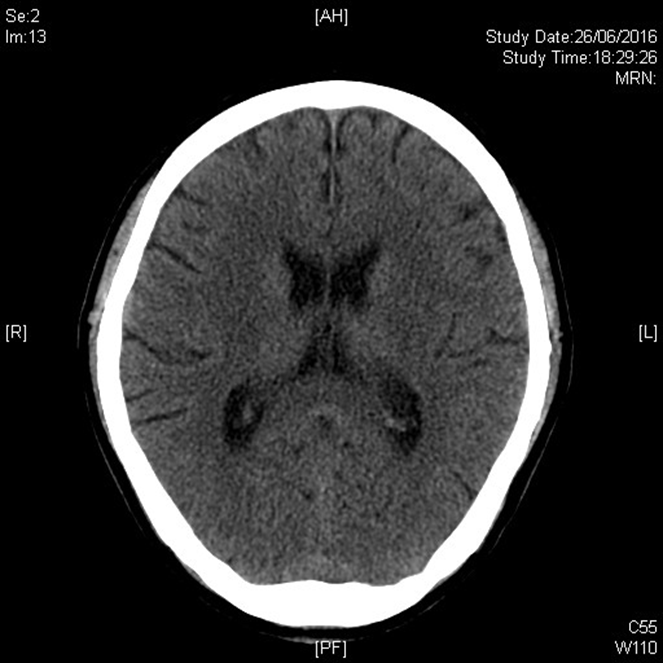 Se:2
Im:13
[AH]
Study Date:26/06/2016
Study Time:18:29:26
MRN:
[R]
[L]
[PF]
C55
W110